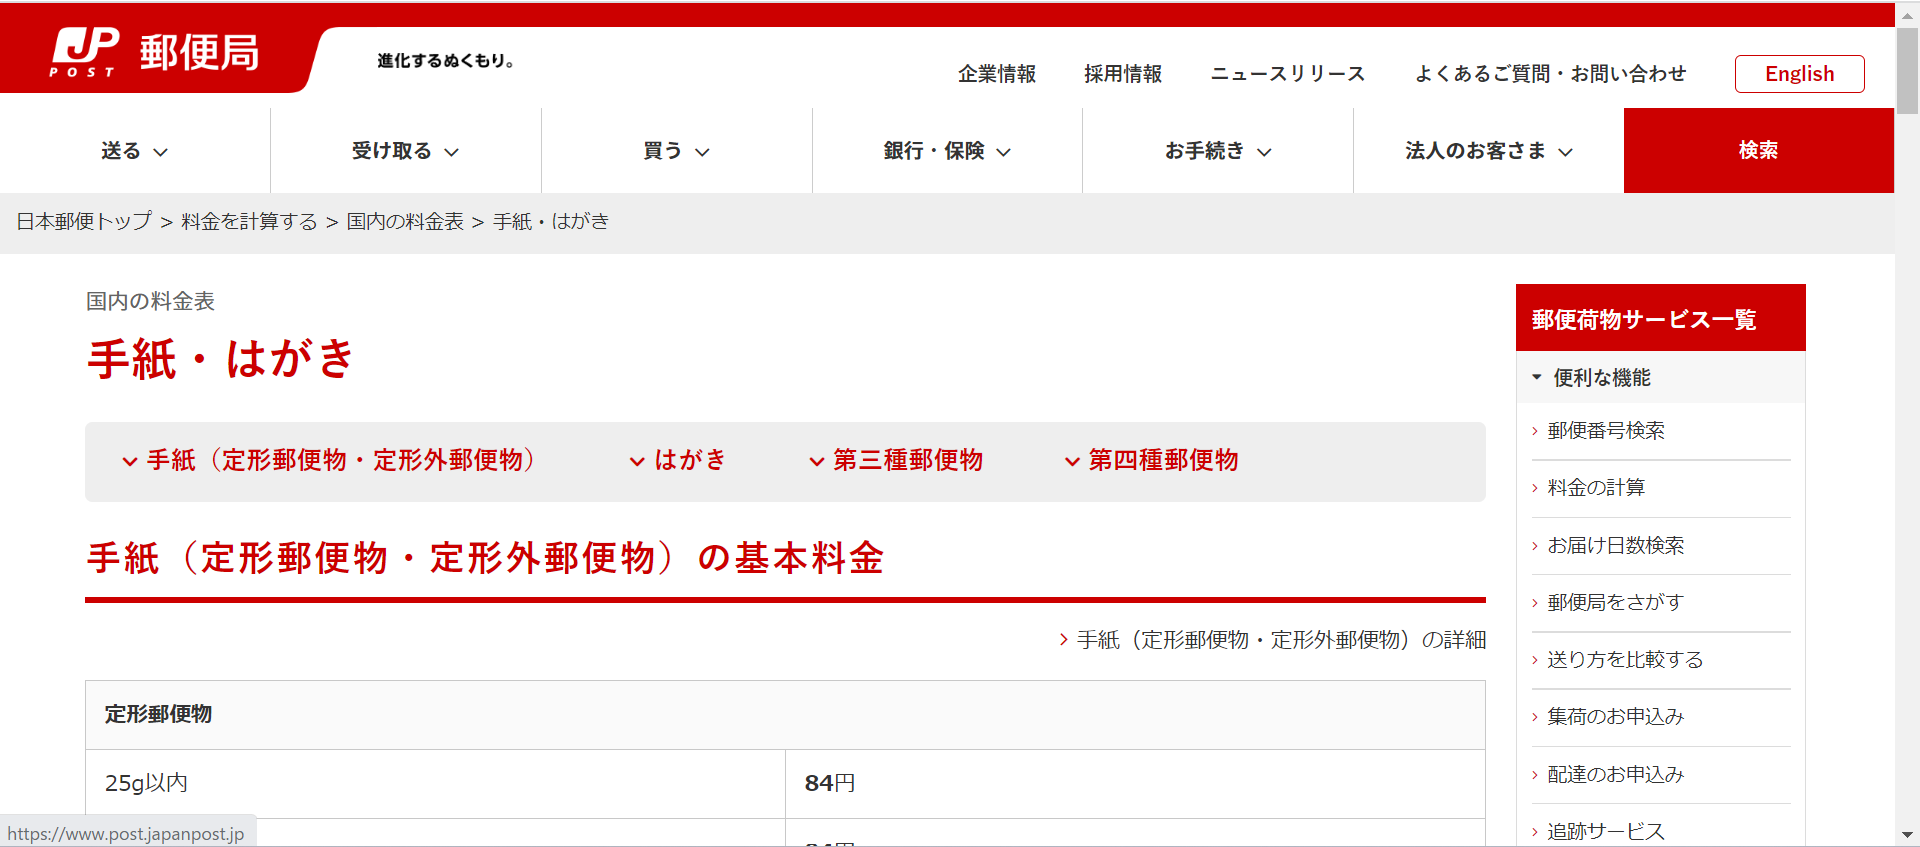 JP
POST
郵便局
進化するぬくもり。
企業情報 採用情報 ニュースリリース よくあるご質問・お問い合わせ English
送る 受け取る 買う 銀行・保険 お手続き 法人のお客さま 検索
日本郵便トップ > 料金を計算する > 国内の料金表 > 手紙・はがき
国内の料金表
手紙・はがき
手紙（定形郵便物・定形外郵便物） はがき 第三種郵便物 第四種郵便物
手紙（定形郵便物・定形外郵便物）の基本料金
手紙（定形郵便物・定形外郵便物）の詳細
定形郵便物
25g以内 84円
郵便荷物サービス一覧
便利な機能
郵便番号検索
料金の計算
お届け日数検索
郵便局をさがす
送り方を比較する
集荷のお申込み
配達のお申込み
追跡サービス
https://www.post.japanpost.jp